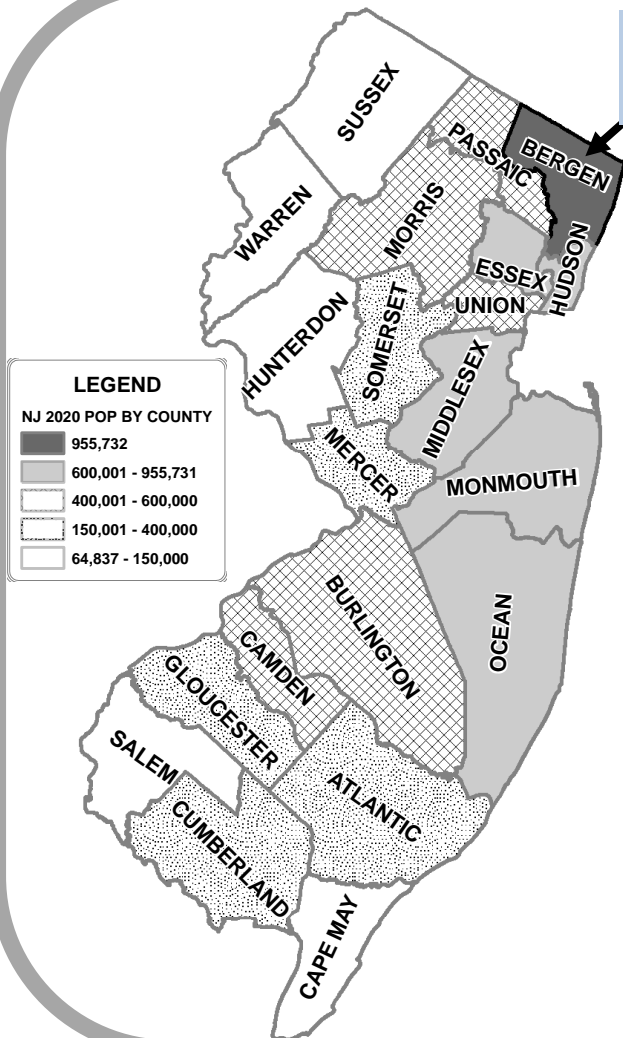 SUSSEX
PASSAIC
BERGEN
WARREN
MORRIS
ESSEX
HUDSON
UNION
HUNTERDON
SOMERSET
MIDDLESEX
LEGEND
NJ 2020 POP BY COUNTY
955,732
600,001 - 955,731
400,001 - 600,000
150,001 - 400,000
64,837 - 150,000
MERCER
MONMOUTH
BURLINGTON
OCEAN
CAMDEN
GLOUCESTER
SALEM
ATLANTIC
CUMBERLAND
CAPE MAY